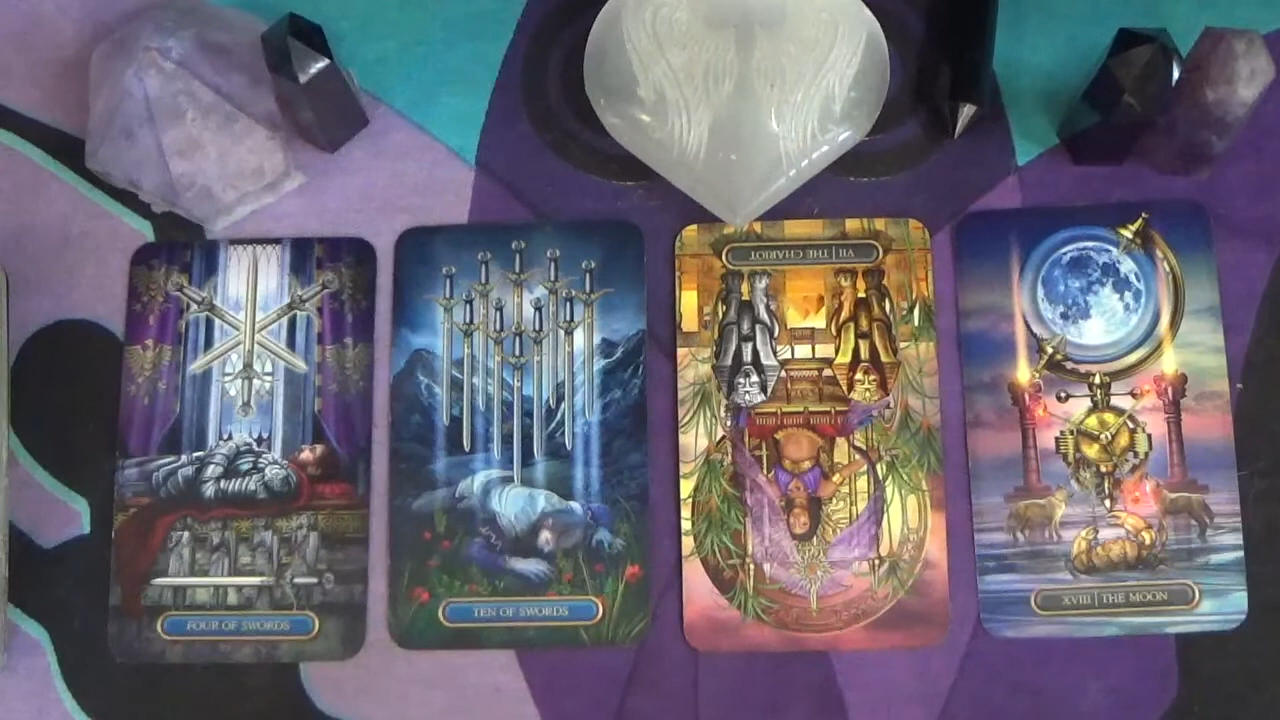 FOUR OF SWORDS
TEN OF SWORDS
VII | THE CHARIOT
XVIII | THE MOON